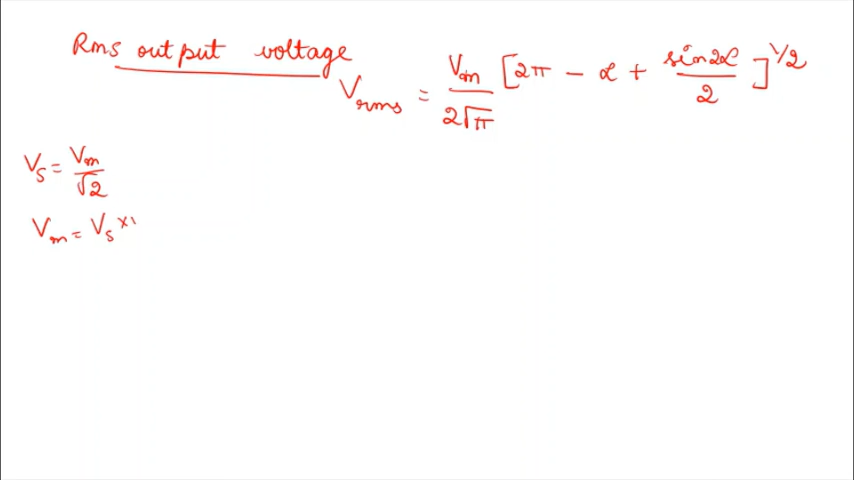 Rms output voltage
Vrms = Vm/2√π [2π - α + sin2α/2]^1/2
Vs = Vm/√2
Vm = Vs ×